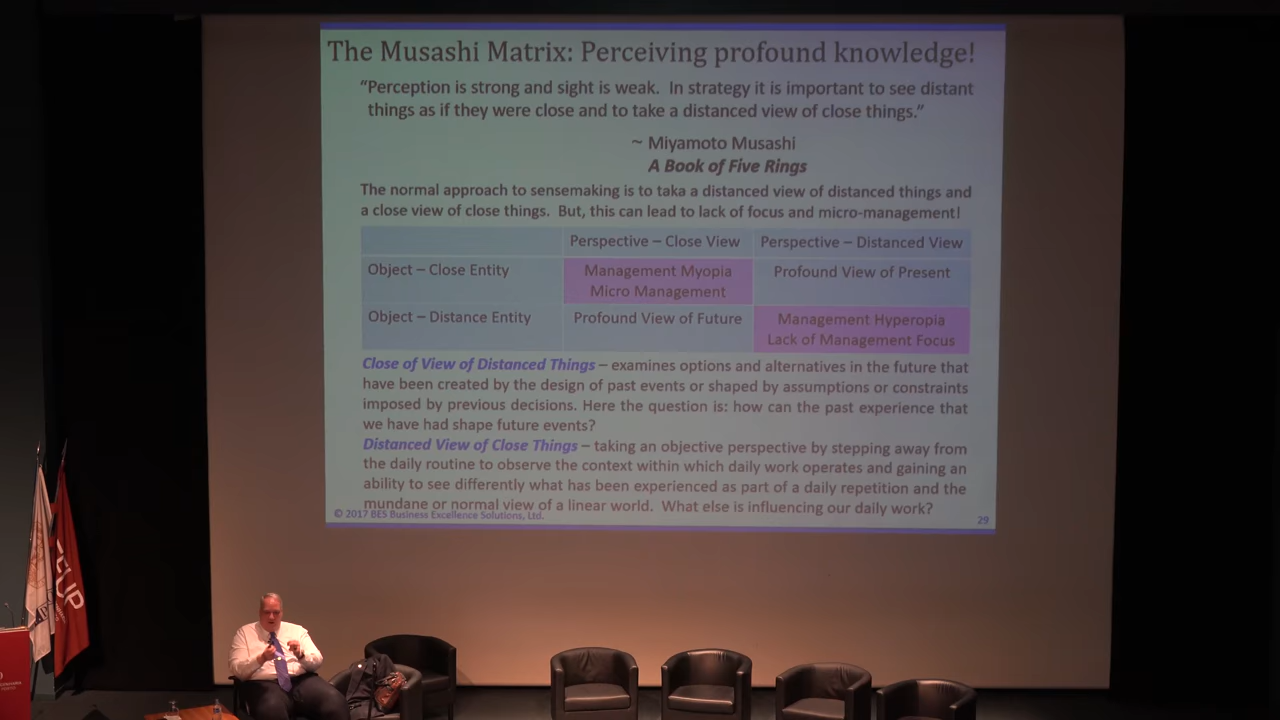 The Musashi Matrix: Perceiving profound knowledge!
“Perception is strong and sight is weak. In strategy it is important to see distant
things as if they were close and to take a distanced view of close things.”
~ Miyamoto Musashi
A Book of Five Rings
The normal approach to sensemaking is to taka a distanced view of distanced things and
a close view of close things. But, this can lead to lack of focus and micro-management!
Perspective – Close View Perspective – Distanced View
Object – Close Entity
Management Myopia
Micro Management
Profound View of Present
Object – Distance Entity
Profound View of Future
Management Hyperopia
Lack of Management Focus
Close of View of Distanced Things – examines options and alternatives in the future that
have been created by the design of past events or shaped by assumptions or constraints
imposed by previous decisions. Here the question is: how can the past experience that
we have had shape future events?
Distanced View of Close Things – taking an objective perspective by stepping away from
the daily routine to observe the context within which daily work operates and gaining an
ability to see differently what has been experienced as part of a daily repetition and the
mundane or normal view of a linear world. What else is influencing our daily work?
© 2017 BES Business Excellence Solutions, Ltd.
29